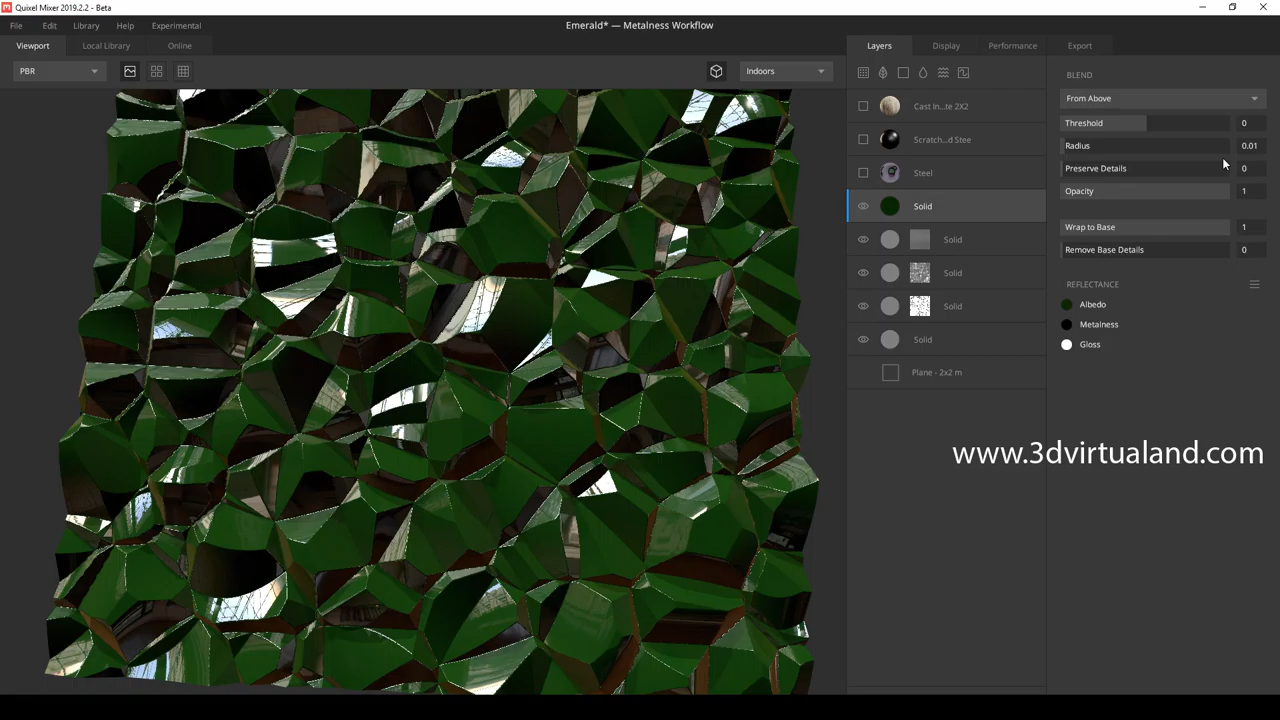 Quixel Mixer 2019.2.2 - Beta
File Edit Library Help Experimental
Emerald* — Metalness Workflow
Viewport Local Library Online
Layers Display Performance Export
PBR
Indoors
BLEND
From Above
Threshold 0
Radius 0.01
Preserve Details 0
Opacity 1
Wrap to Base 1
Remove Base Details 0
REFLECTANCE
Albedo
Metalness
Gloss
Cast In...te 2X2
Scratch...d Stee
Steel
Solid
Solid
Solid
Solid
Solid
Plane - 2x2 m
www.3dvirtualand.com